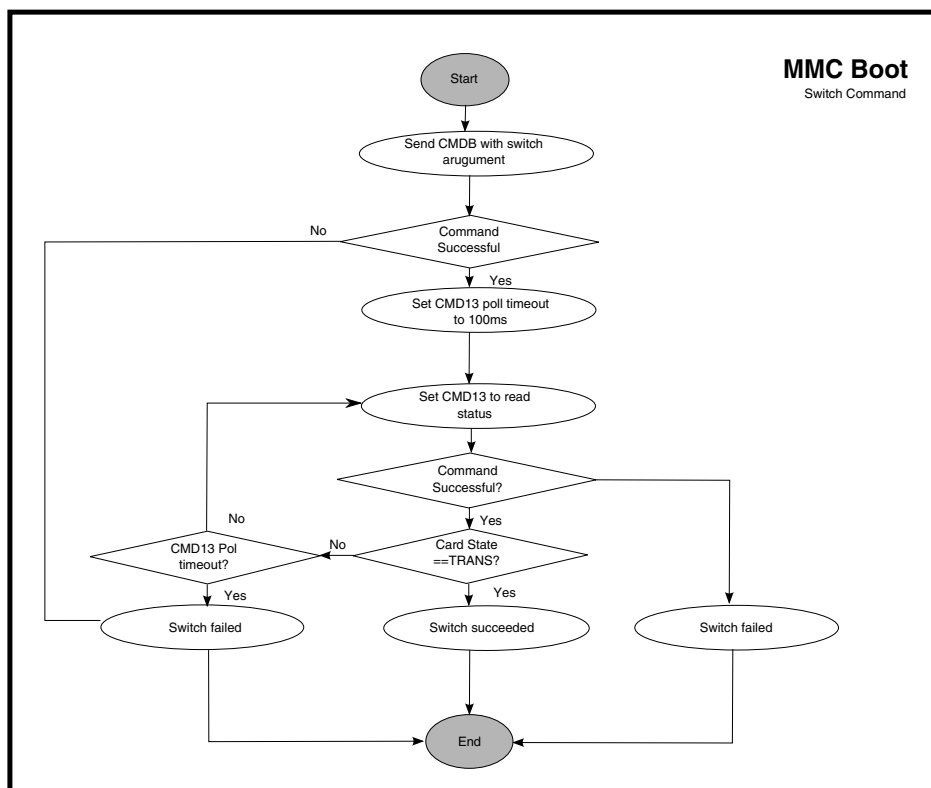 MMC Boot
Switch Command
Start
Send CMDB with switch
arugument
No
Command
Successful
Yes
Set CMD13 poll timeout
to 100ms
Set CMD13 to read
status
Command
Successful?
No
Yes
CMD13 Pol
timeout?
No
Card State
==TRANS?
Yes
Yes
Switch failed
Switch succeeded
Switch failed
End